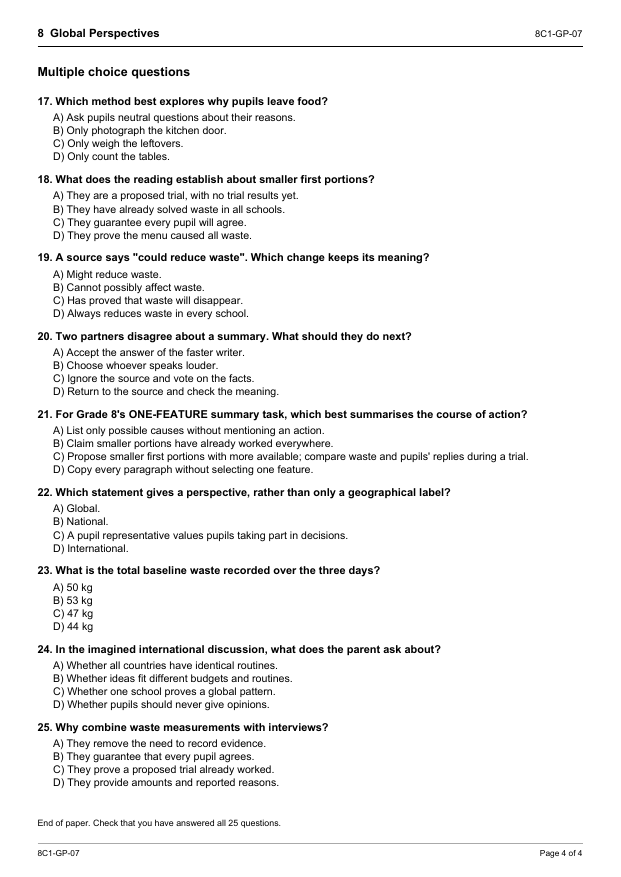 8 Global Perspectives
8C1-GP-07
Multiple choice questions
17. Which method best explores why pupils leave food?
A) Ask pupils neutral questions about their reasons.
B) Only photograph the kitchen door.
C) Only weigh the leftovers.
D) Only count the tables.
18. What does the reading establish about smaller first portions?
A) They are a proposed trial, with no trial results yet.
B) They have already solved waste in all schools.
C) They guarantee every pupil will agree.
D) They prove the menu caused all waste.
19. A source says "could reduce waste". Which change keeps its meaning?
A) Might reduce waste.
B) Cannot possibly affect waste.
C) Has proved that waste will disappear.
D) Always reduces waste in every school.
20. Two partners disagree about a summary. What should they do next?
A) Accept the answer of the faster writer.
B) Choose whoever speaks louder.
C) Ignore the source and vote on the facts.
D) Return to the source and check the meaning.
21. For Grade 8's ONE-FEATURE summary task, which best summarises the course of action?
A) List only possible causes without mentioning an action.
B) Claim smaller portions have already worked everywhere.
C) Propose smaller first portions with more available; compare waste and pupils' replies during a trial.
D) Copy every paragraph without selecting one feature.
22. Which statement gives a perspective, rather than only a geographical label?
A) Global.
B) National.
C) A pupil representative values pupils taking part in decisions.
D) International.
23. What is the total baseline waste recorded over the three days?
A) 50 kg
B) 53 kg
C) 47 kg
D) 44 kg
24. In the imagined international discussion, what does the parent ask about?
A) Whether all countries have identical routines.
B) Whether ideas fit different budgets and routines.
C) Whether one school proves a global pattern.
D) Whether pupils should never give opinions.
25. Why combine waste measurements with interviews?
A) They remove the need to record evidence.
B) They guarantee that every pupil agrees.
C) They prove a proposed trial already worked.
D) They provide amounts and reported reasons.
End of paper. Check that you have answered all 25 questions.
8C1-GP-07
Page 4 of 4